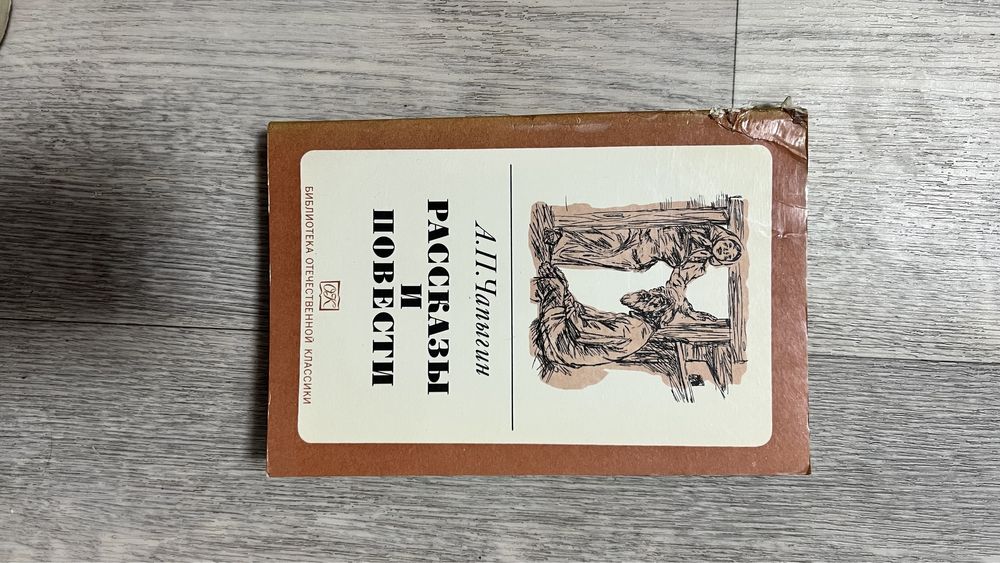 А.П.Чапыгин
РАССКАЗЫ
И
ПОВЕСТИ
БИБЛИОТЕКА ОТЕЧЕСТВЕННОЙ КЛАССИКИ